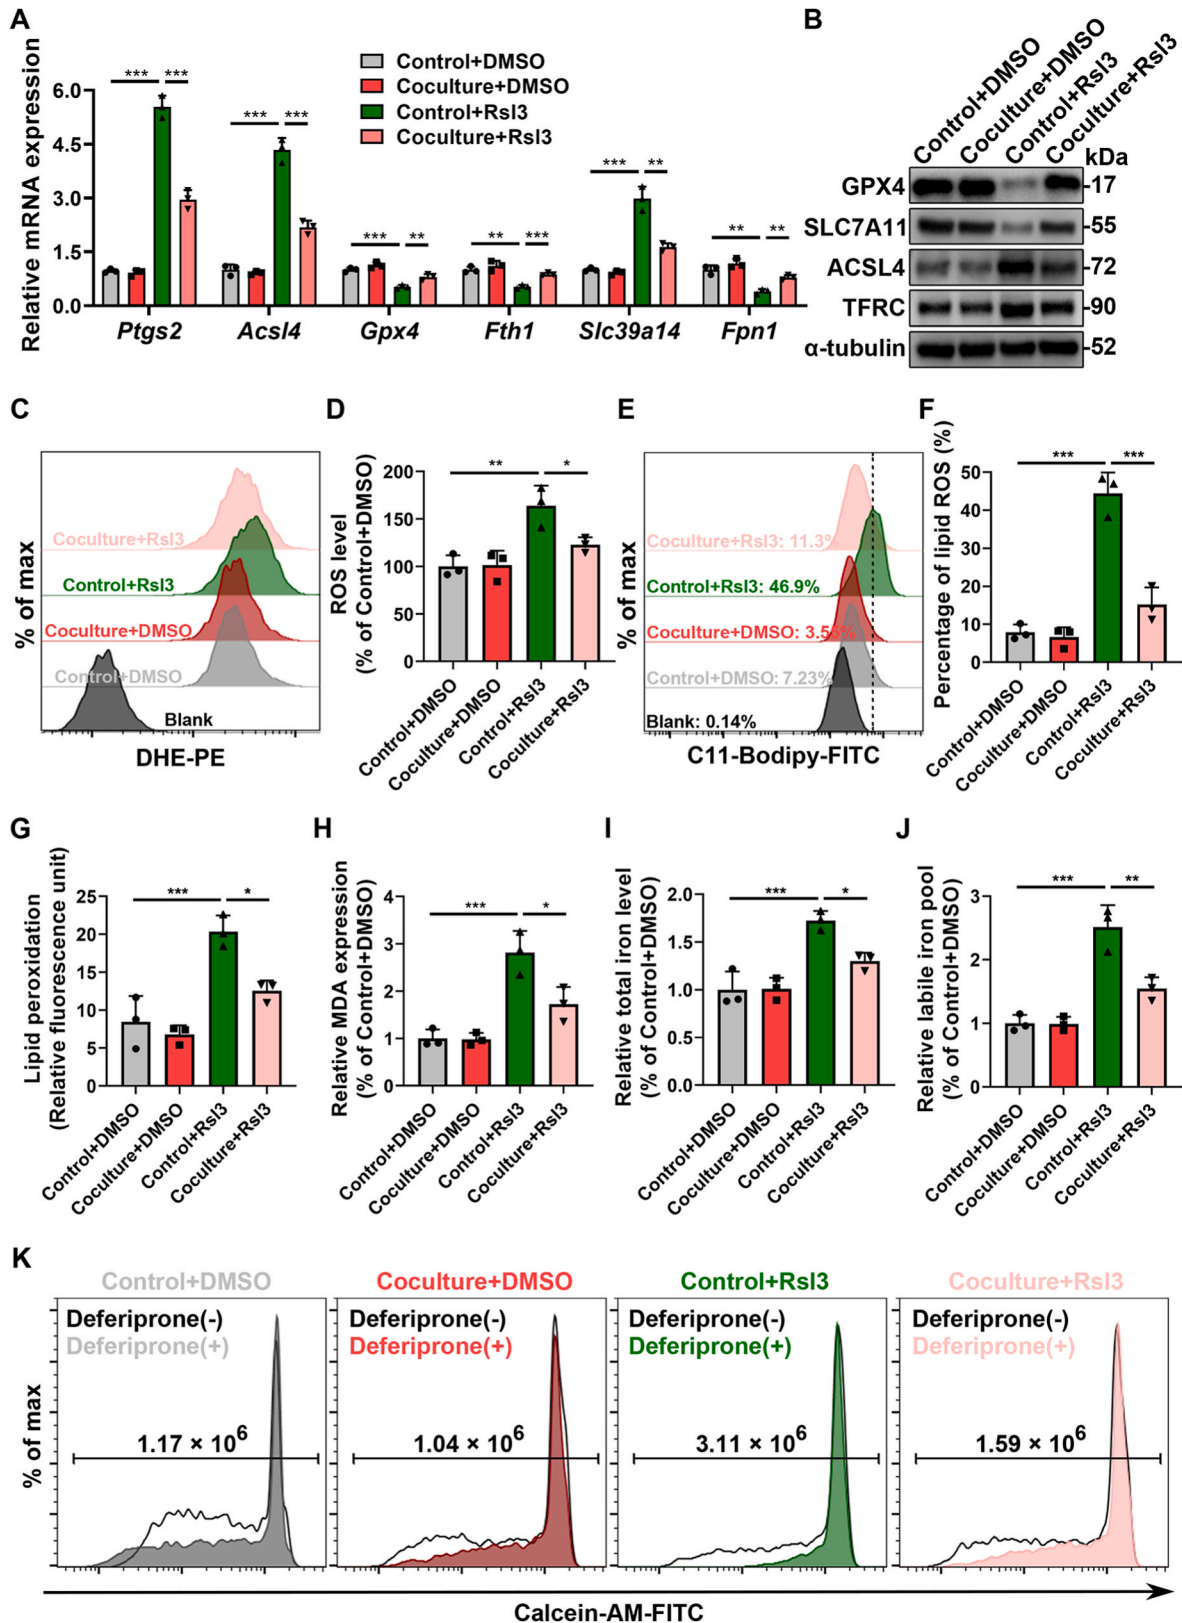 A
Relative mRNA expression
6.0
4.5
3.0
1.5
0.0
*** ***
*** ***
*** **
** ***
*** **
** **
Control+DMSO
Coculture+DMSO
Control+Rsl3
Coculture+Rsl3
Ptgs2 Acsl4 Gpx4 Fth1 Slc39a14 Fpn1
B
Control+DMSO
Coculture+DMSO
Control+Rsl3
Coculture+Rsl3
kDa
GPX4 -17
SLC7A11 -55
ACSL4 -72
TFRC -90
α-tubulin -52
C
% of max
Coculture+Rsl3
Control+Rsl3
Coculture+DMSO
Control+DMSO
Blank
DHE-PE
D
ROS level
(% of Control+DMSO)
200
150
100
50
0
** *
Control+DMSO
Coculture+DMSO
Control+Rsl3
Coculture+Rsl3
E
% of max
Coculture+Rsl3: 11.3%
Control+Rsl3: 46.9%
Coculture+DMSO: 3.55%
Control+DMSO: 7.23%
Blank: 0.14%
C11-Bodipy-FITC
F
Percentage of lipid ROS (%)
50
40
30
20
10
0
*** ***
Control+DMSO
Coculture+DMSO
Control+Rsl3
Coculture+Rsl3
G
Lipid peroxidation
(Relative fluorescence unit)
25
20
15
10
5
0
*** *
Control+DMSO
Coculture+DMSO
Control+Rsl3
Coculture+Rsl3
H
Relative MDA expression
(% of Control+DMSO)
4
3
2
1
0
*** *
Control+DMSO
Coculture+DMSO
Control+Rsl3
Coculture+Rsl3
I
Relative total iron level
(% of Control+DMSO)
2.0
1.5
1.0
0.5
0.0
*** *
Control+DMSO
Coculture+DMSO
Control+Rsl3
Coculture+Rsl3
J
Relative labile iron pool
(% of Control+DMSO)
3
2
1
0
*** **
Control+DMSO
Coculture+DMSO
Control+Rsl3
Coculture+Rsl3
K
% of max
Control+DMSO
Deferiprone(-)
Deferiprone(+)
1.17 × 10⁶
Coculture+DMSO
Deferiprone(-)
Deferiprone(+)
1.04 × 10⁶
Control+Rsl3
Deferiprone(-)
Deferiprone(+)
3.11 × 10⁶
Coculture+Rsl3
Deferiprone(-)
Deferiprone(+)
1.59 × 10⁶
Calcein-AM-FITC